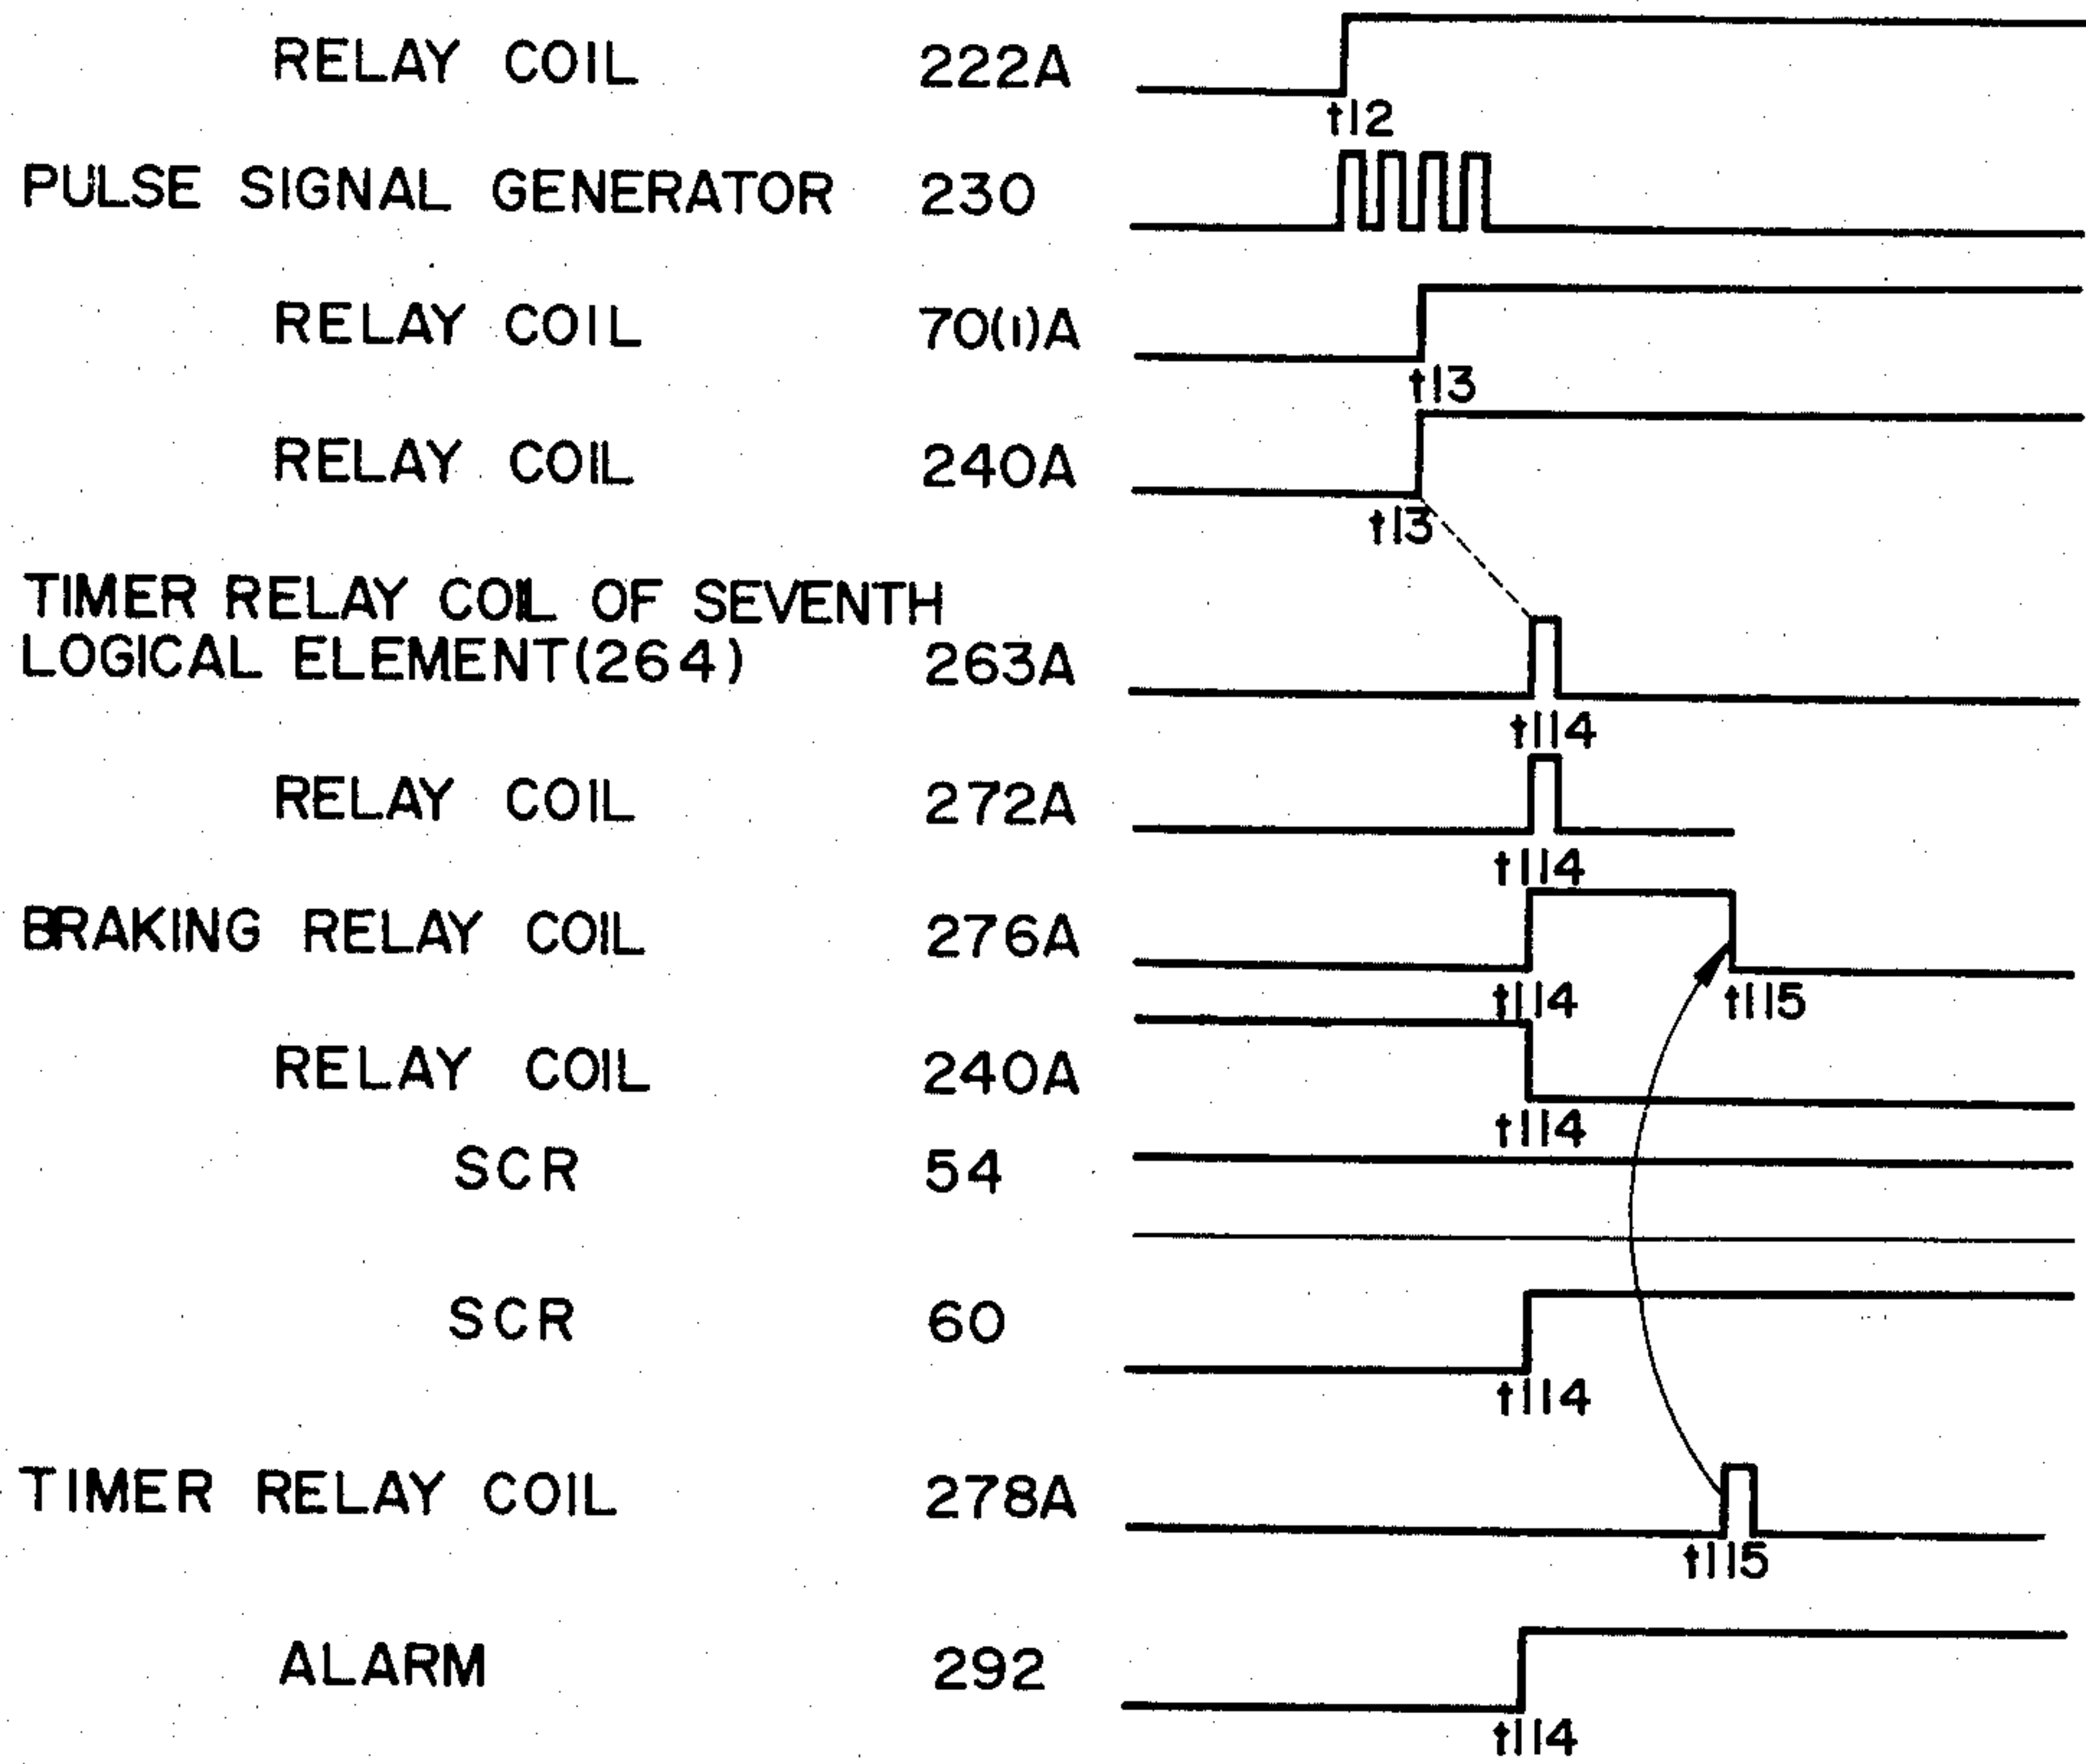 RELAY COIL 222A
t12
PULSE SIGNAL GENERATOR 230
RELAY COIL 70(1)A
t13
RELAY COIL 240A
t13
TIMER RELAY COIL OF SEVENTH
LOGICAL ELEMENT(264) 263A
t114
RELAY COIL 272A
t114
BRAKING RELAY COIL 276A
t114 t115
RELAY COIL 240A
t114
SCR 54
SCR 60
t114
TIMER RELAY COIL 278A
t115
ALARM 292
t114